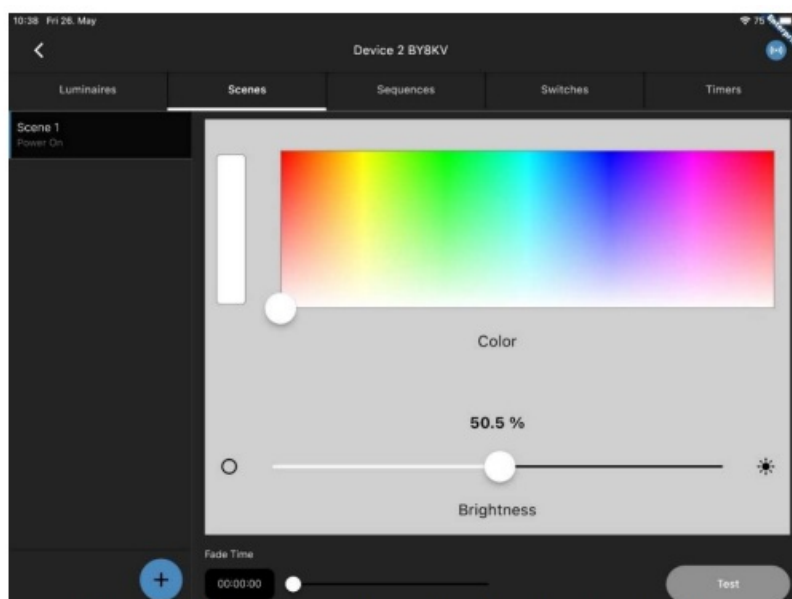 10:38 Fri 26. May
75
Device 2 BY8KV
Luminaires Scenes Sequences Switches Timers
Scene 1
Power On
Color
50.5 %
Brightness
Fade Time
00:00:00
Test